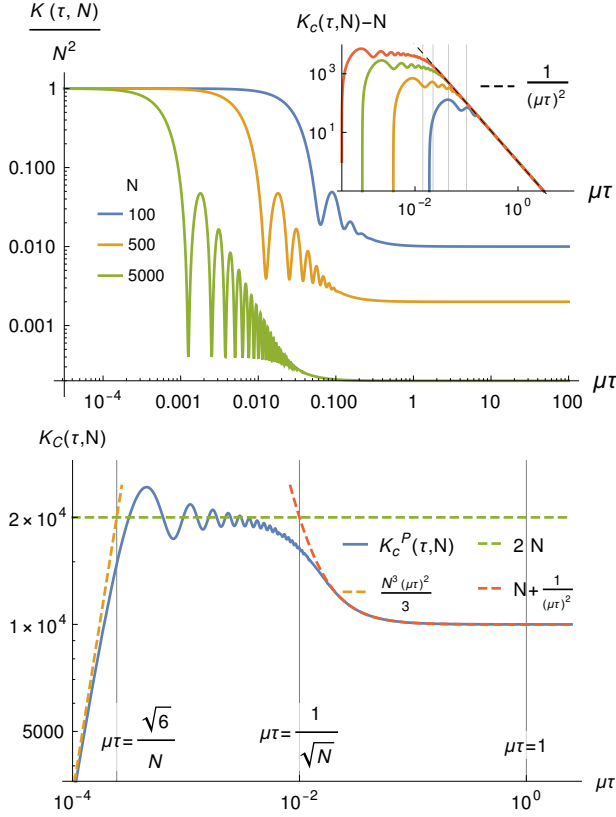 K(τ, N)
N²
K_c(τ,N)−N
10³
10¹
10⁻² 10⁰
μτ
1
(μτ)²
1
0.100
0.010
0.001
N
100
500
5000
10⁻⁴ 0.001 0.010 0.100 1 10 100
μτ
K_C(τ,N)
2×10⁴
1×10⁴
5000
K_c^P(τ,N)
2 N
N³(μτ)²
3
N+ 1/(μτ)²
μτ= √6/N
μτ= 1/√N
μτ=1
10⁻⁴ 10⁻² 10⁰
μτ